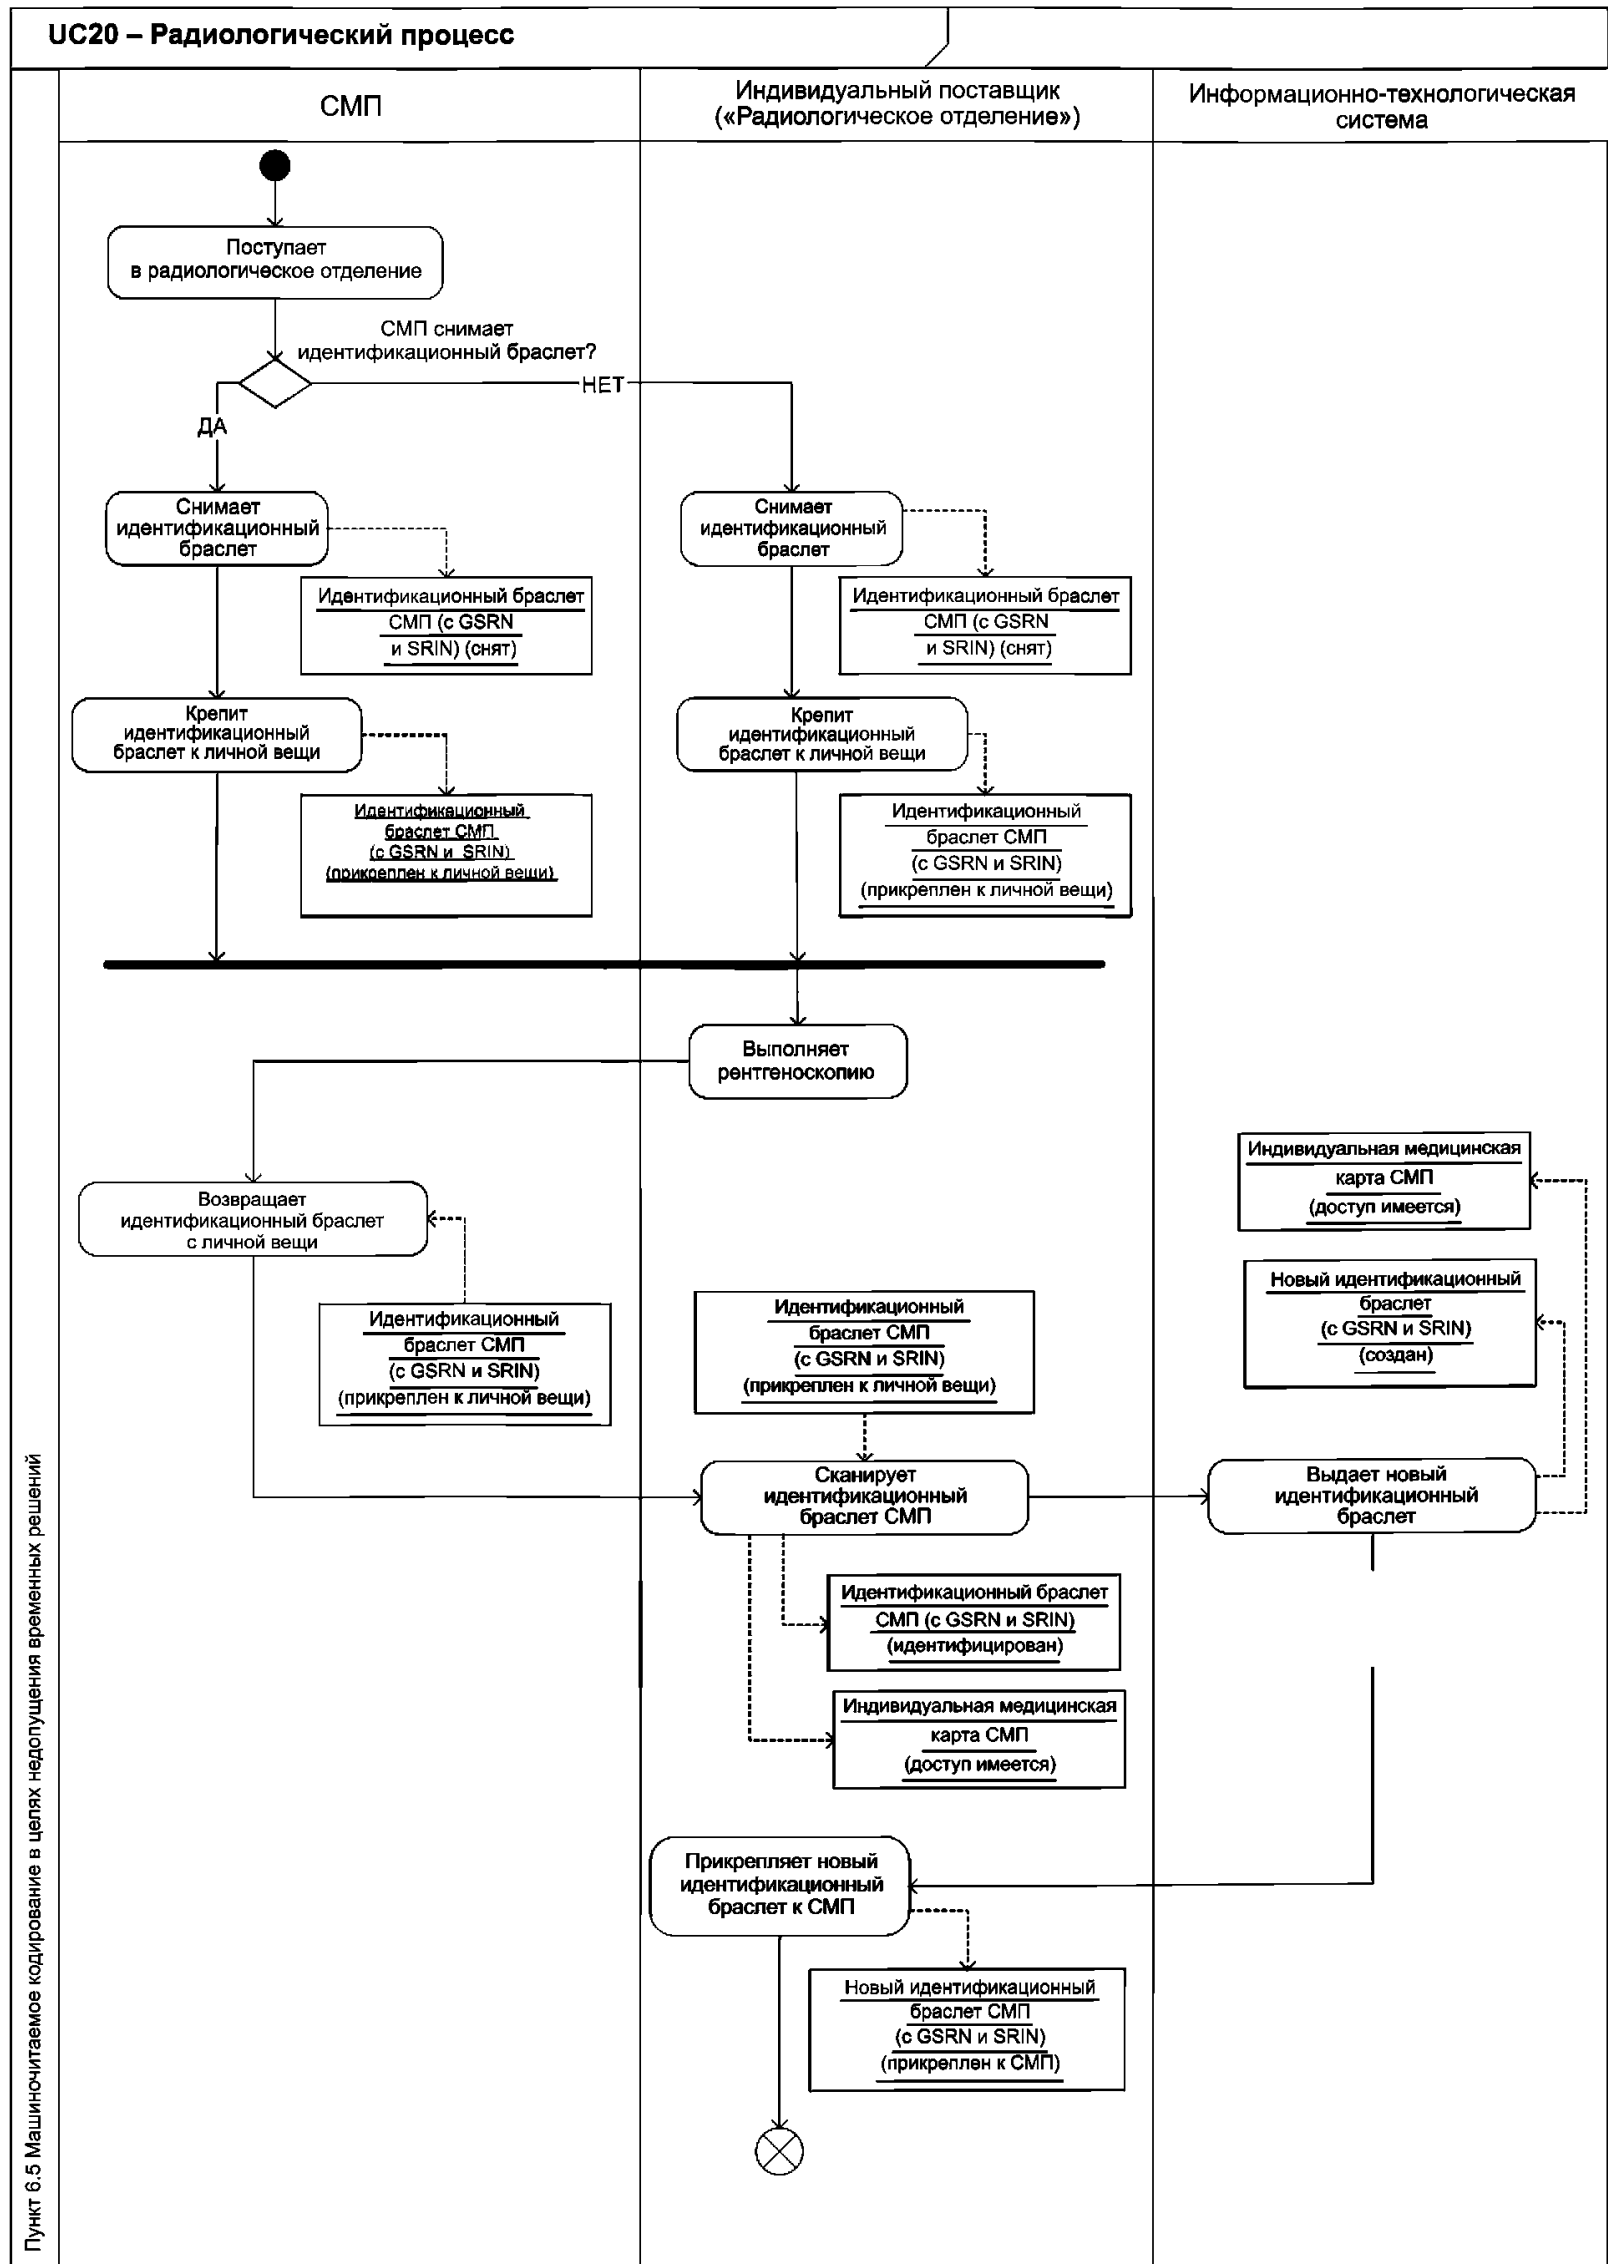 UC20 – Радиологический процесс
СМП
Индивидуальный поставщик
(«Радиологическое отделение»)
Информационно-технологическая
система
Поступает
в радиологическое отделение
СМП снимает
идентификационный браслет?
НЕТ
ДА
Снимает
идентификационный
браслет
Снимает
идентификационный
браслет
Идентификационный браслет
СМП (с GSRN
и SRIN) (снят)
Идентификационный браслет
СМП (с GSRN
и SRIN) (снят)
Крепит
идентификационный
браслет к личной вещи
Крепит
идентификационный
браслет к личной вещи
Идентификационный
браслет СМП
(с GSRN и SRIN)
(прикреплен к личной вещи)
Идентификационный
браслет СМП
(с GSRN и SRIN)
(прикреплен к личной вещи)
Выполняет
рентгеноскопию
Индивидуальная медицинская
карта СМП
(доступ имеется)
Возвращает
идентификационный браслет
с личной вещи
Новый идентификационный
браслет
(с GSRN и SRIN)
(создан)
Идентификационный
браслет СМП
(с GSRN и SRIN)
(прикреплен к личной вещи)
Идентификационный
браслет СМП
(с GSRN и SRIN)
(прикреплен к личной вещи)
Сканирует
идентификационный
браслет СМП
Выдает новый
идентификационный
браслет
Идентификационный браслет
СМП (с GSRN и SRIN)
(идентифицирован)
Индивидуальная медицинская
карта СМП
(доступ имеется)
Прикрепляет новый
идентификационный
браслет к СМП
Новый идентификационный
браслет СМП
(с GSRN и SRIN)
(прикреплен к СМП)
Пункт 6.5 Машиночитаемое кодирование в целях недопущения временных решений